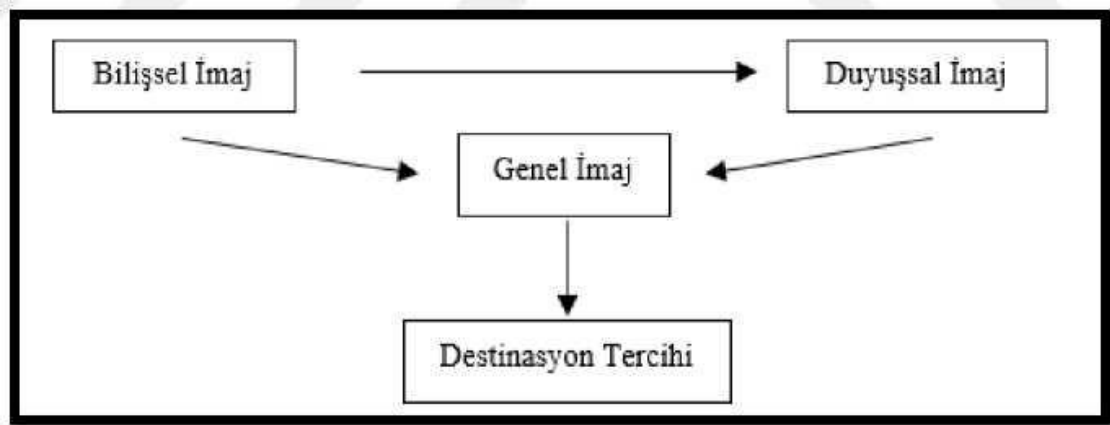 Bilişsel İmaj
Duyuşsal İmaj
Genel İmaj
Destinasyon Tercihi